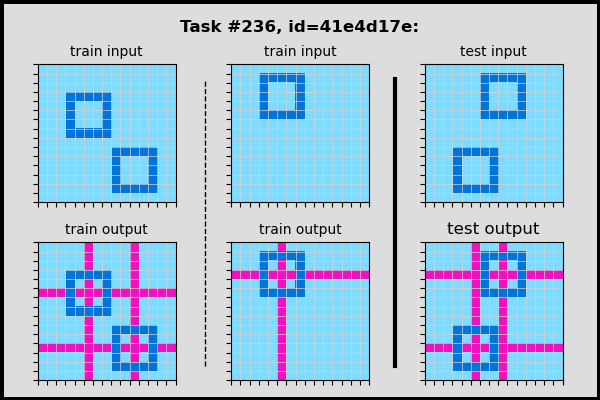 Task #236, id=41e4d17e:
train input
train input
test input
train output
train output
test output